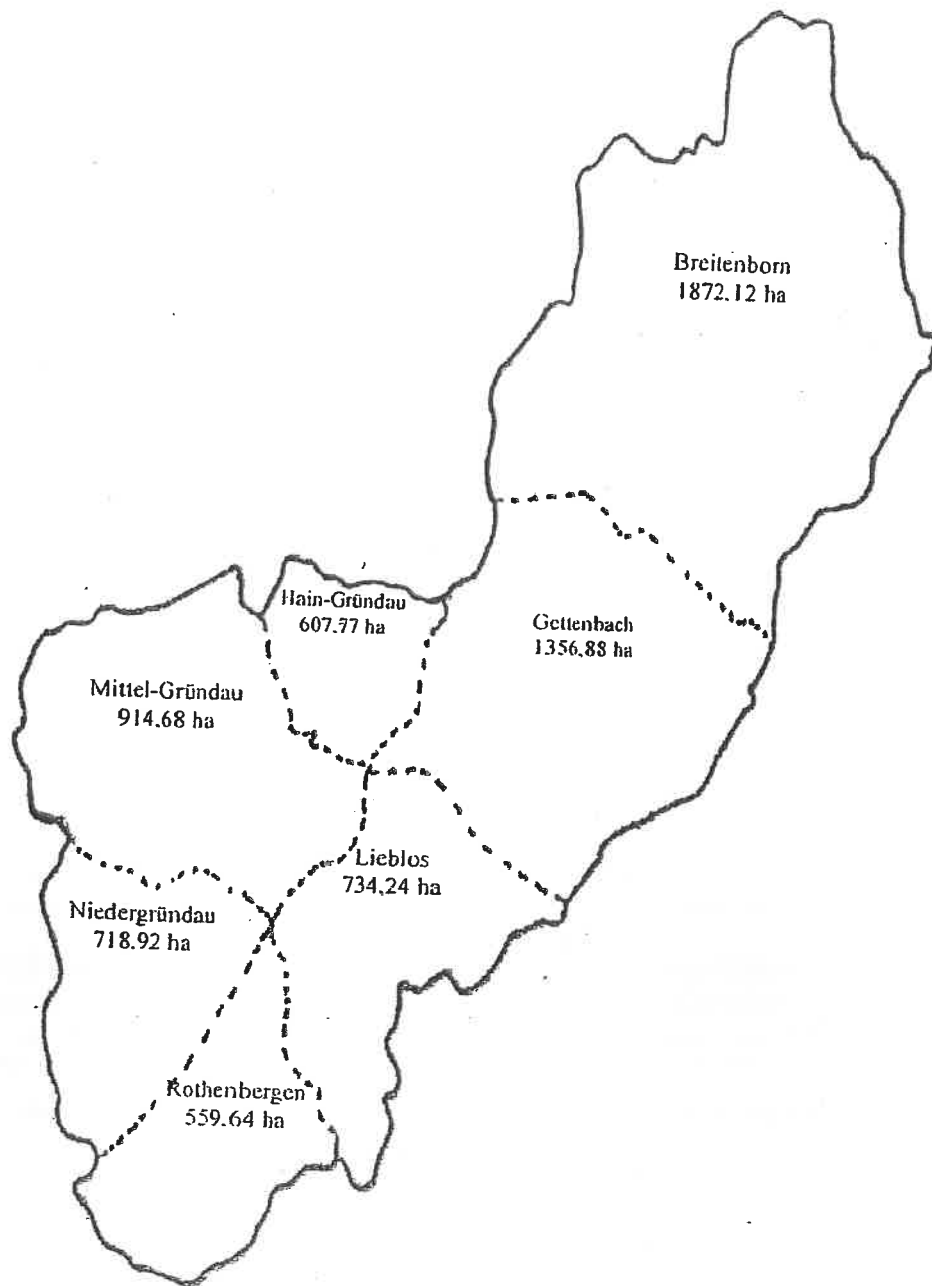 Breitenborn
1872.12 ha
Hain-Gründau
607.77 ha
Gettenbach
1356,88 ha
Mittel-Gründau
914.68 ha
Lieblos
734,24 ha
Niedergründau
718.92 ha
Rothenbergen
559.64 ha